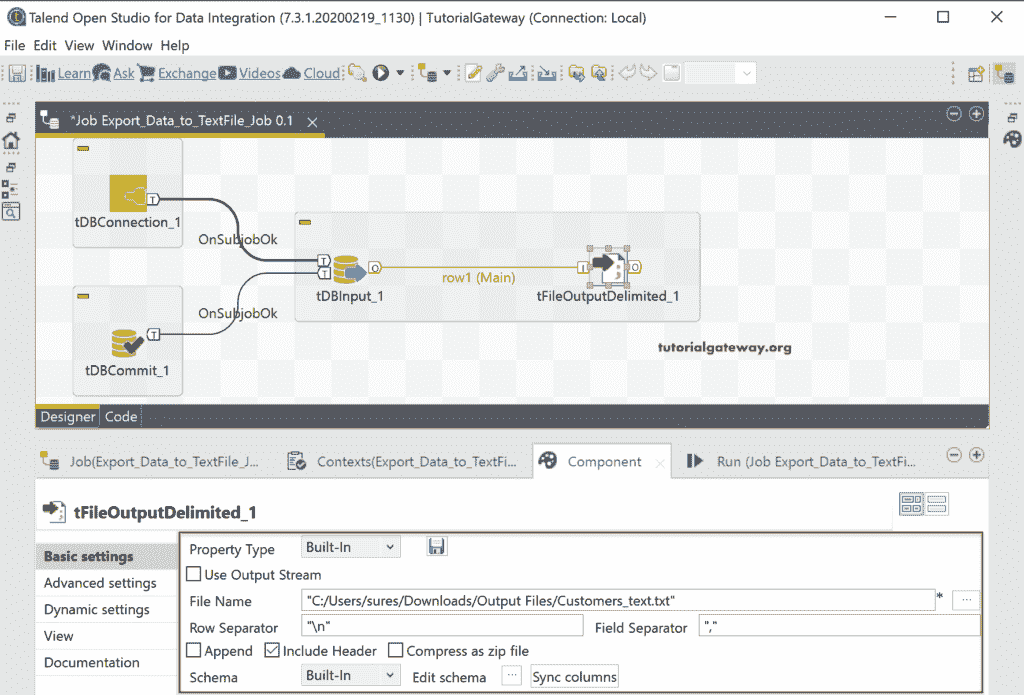 Talend Open Studio for Data Integration (7.3.1.20200219_1130) | TutorialGateway (Connection: Local)
File Edit View Window Help
Learn Ask Exchange Videos Cloud
*Job Export_Data_to_TextFile_Job 0.1
T
tDBConnection_1
OnSubjobOk
T
T
O
row1 (Main)
I
O
tDBInput_1
tFileOutputDelimited_1
OnSubjobOk
T
tutorialgateway.org
tDBCommit_1
Designer Code
Job(Export_Data_to_TextFile_J... Contexts(Export_Data_to_TextFi... Component Run (Job Export_Data_to_TextFi...
tFileOutputDelimited_1
Basic settings
Advanced settings
Dynamic settings
View
Documentation
Property Type Built-In
Use Output Stream
File Name "C:/Users/sures/Downloads/Output Files/Customers_text.txt" * ...
Row Separator "\n" Field Separator ","
Append Include Header Compress as zip file
Schema Built-In Edit schema ... Sync columns